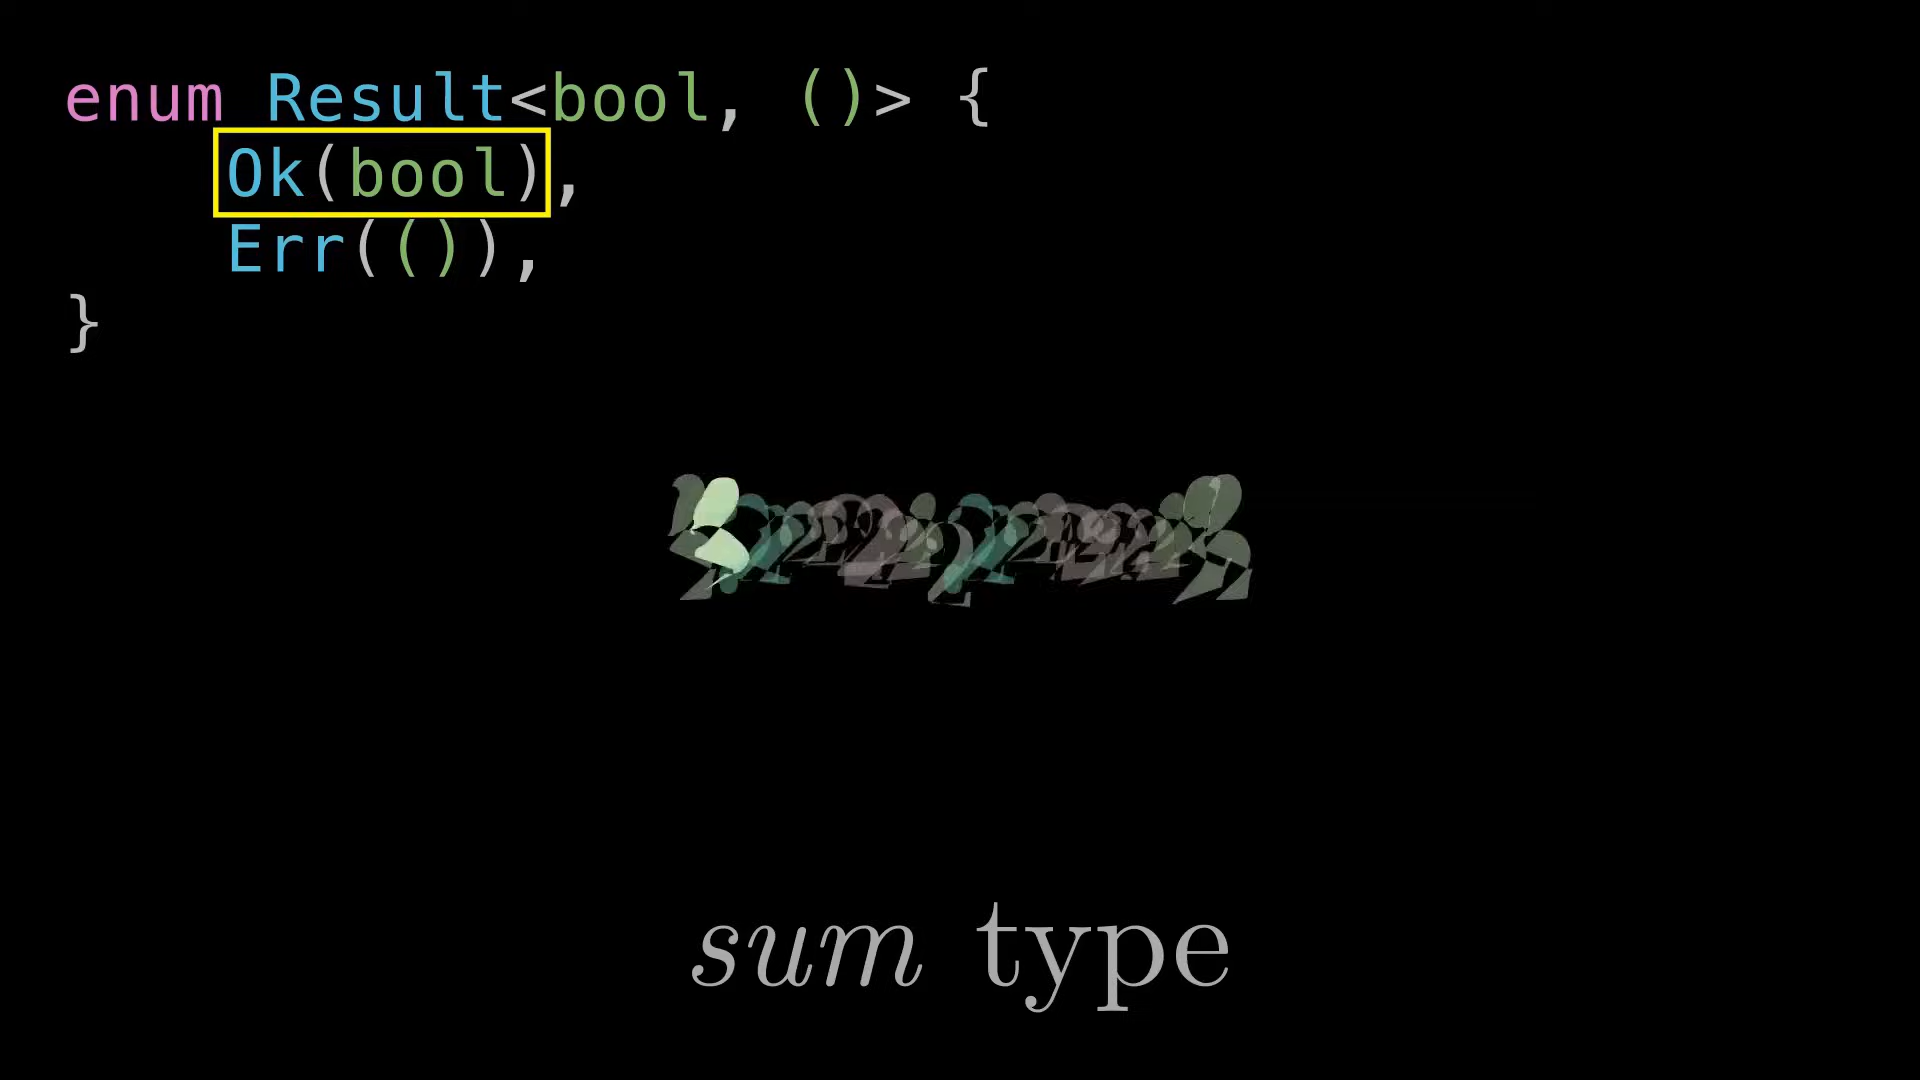 enum Result<bool, ()> {
    Ok(bool),
    Err(()),
}
sum type